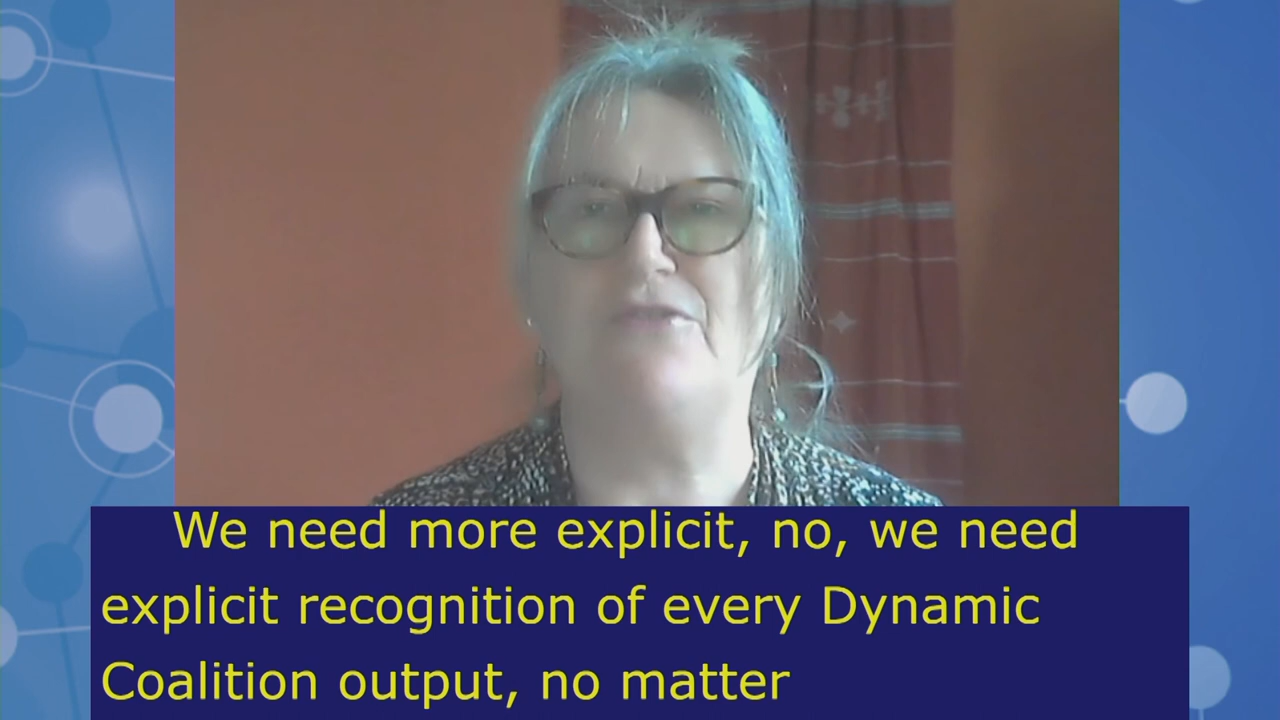 We need more explicit, no, we need
explicit recognition of every Dynamic
Coalition output, no matter